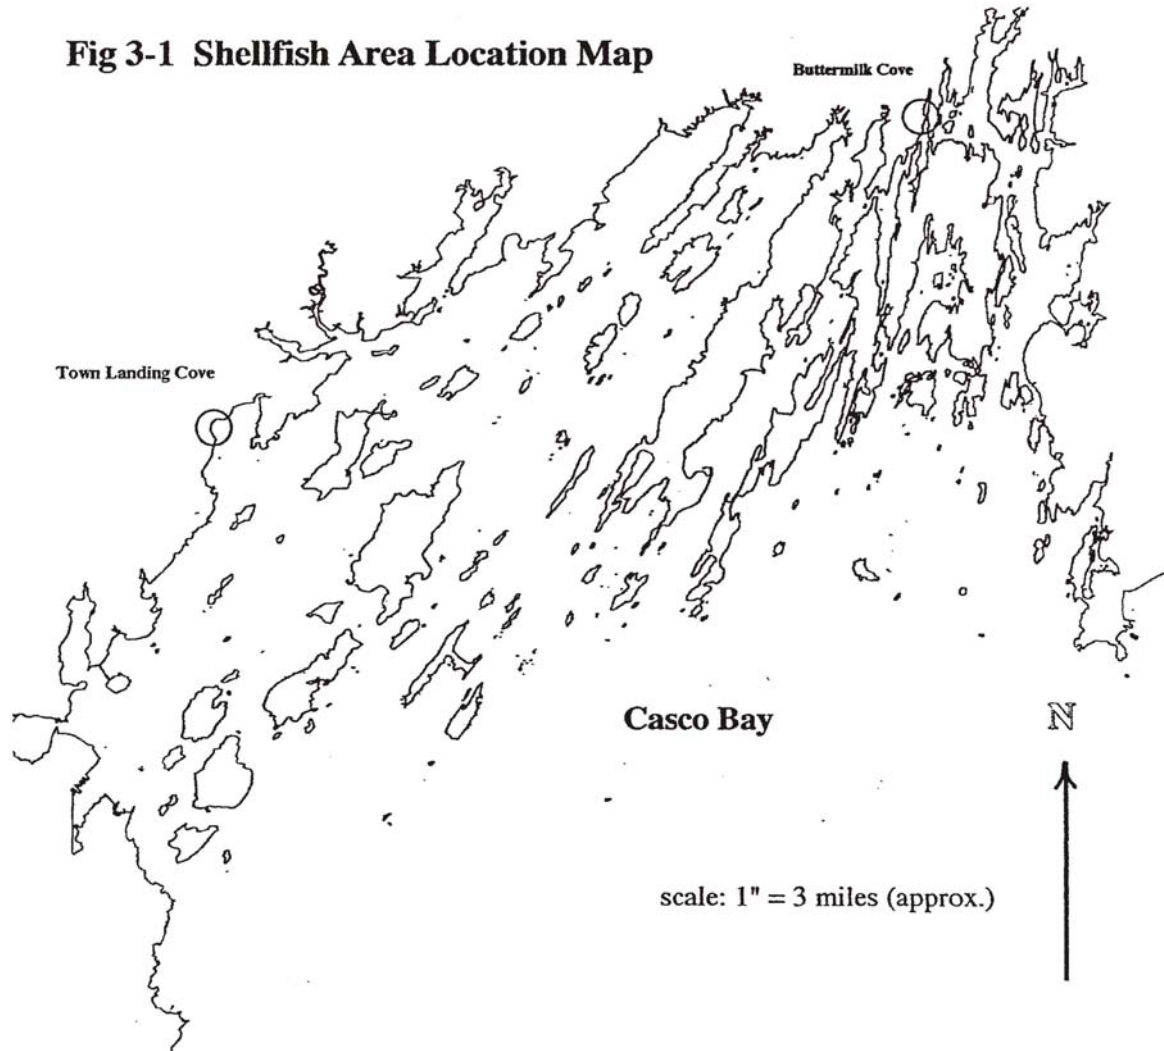 Fig 3-1 Shellfish Area Location Map
Buttermilk Cove
Town Landing Cove
Casco Bay
N
scale: 1" = 3 miles (approx.)